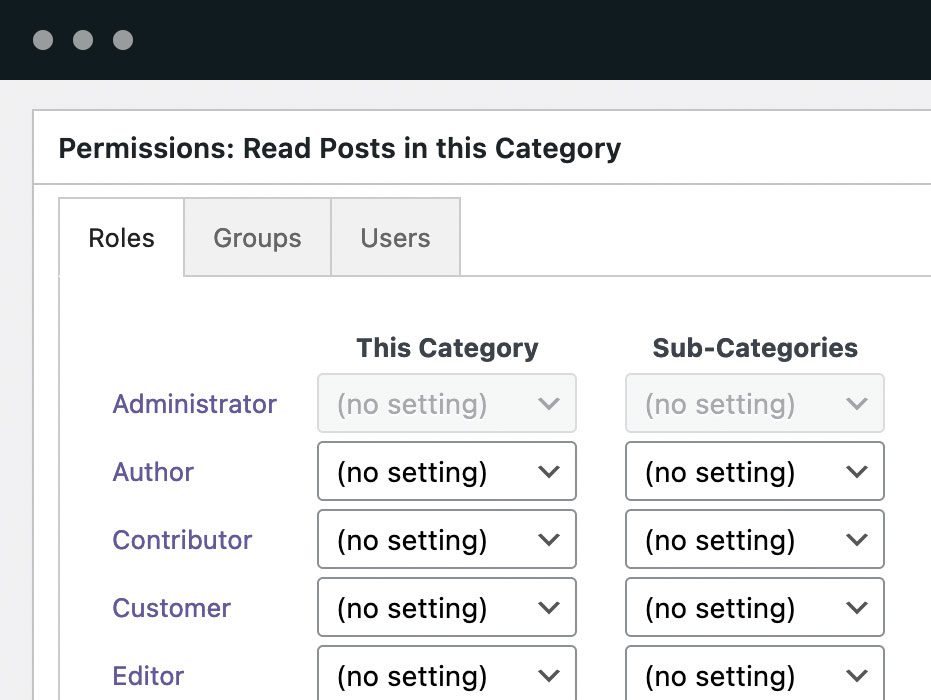 Permissions: Read Posts in this Category
Roles Groups Users
This Category Sub-Categories
Administrator (no setting) (no setting)
Author (no setting) (no setting)
Contributor (no setting) (no setting)
Customer (no setting) (no setting)
Editor (no setting) (no setting)